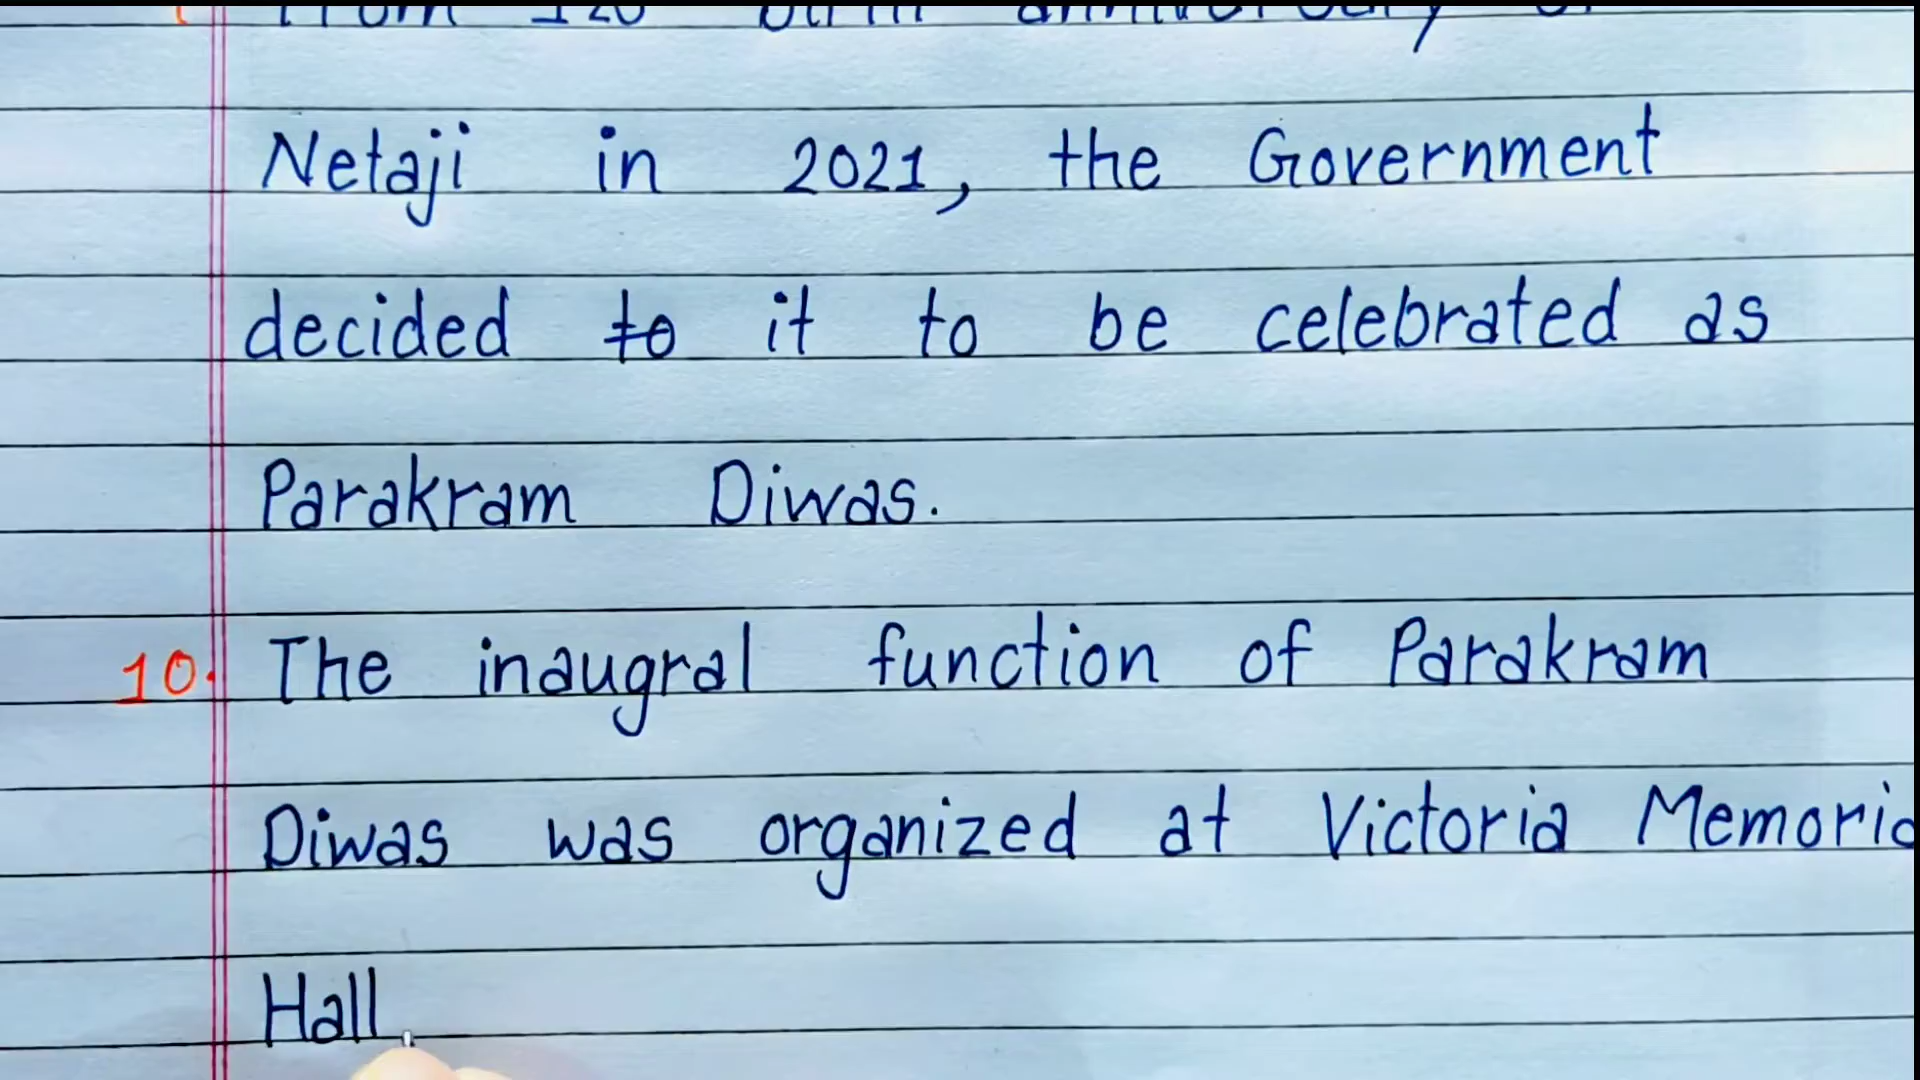 Netaji in 2021, the Government
decided to it to be celebrated as
Parakram Diwas.
10. The inaugral function of Parakram
Diwas was organized at Victoria Memoria
Hall